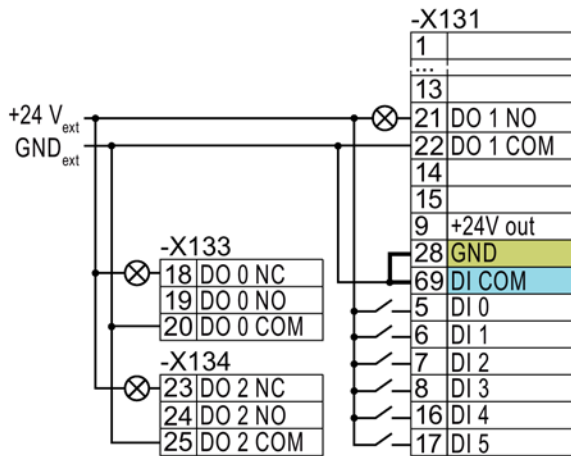 -X131
1
...
13
+24 Vext
21 DO 1 NO
GNDext
22 DO 1 COM
14
15
9 +24V out
28 GND
69 DI COM
5 DI 0
6 DI 1
7 DI 2
8 DI 3
16 DI 4
17 DI 5
-X133
18 DO 0 NC
19 DO 0 NO
20 DO 0 COM
-X134
23 DO 2 NC
24 DO 2 NO
25 DO 2 COM